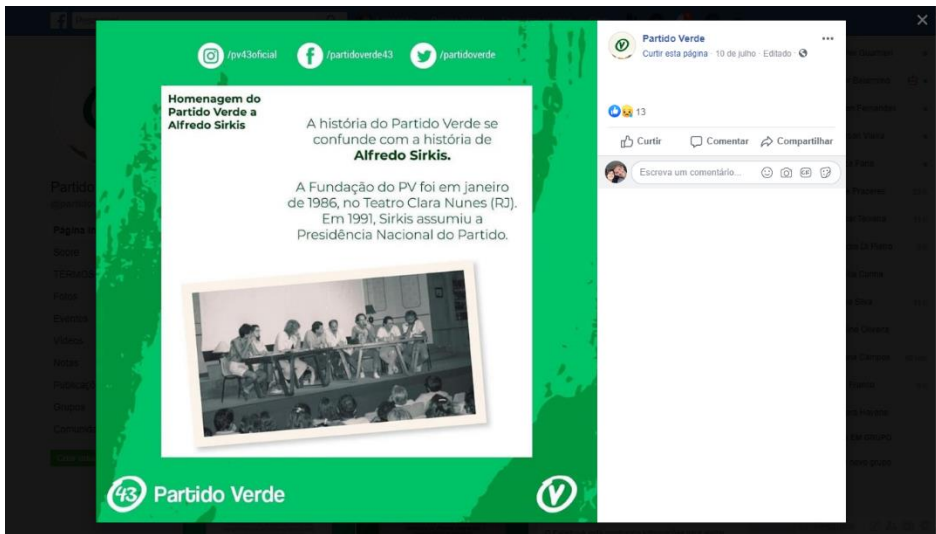 /pv43oficial
/partidoverde43
/partidoverde
Homenagem do
Partido Verde a
Alfredo Sirkis
A história do Partido Verde se
confunde com a história de
Alfredo Sirkis.
A Fundação do PV foi em janeiro
de 1986, no Teatro Clara Nunes (RJ).
Em 1991, Sirkis assumiu a
Presidência Nacional do Partido.
43 Partido Verde
V
Partido Verde
Curtir esta página · 10 de julho · Editado ·
13
Curtir
Comentar
Compartilhar
Escreva um comentário...
GIF